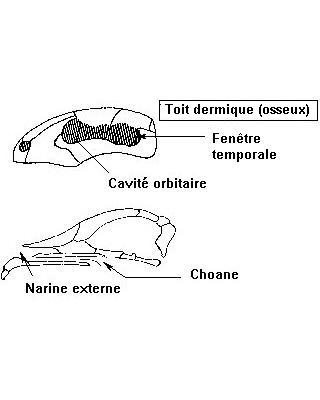 Toit dermique (osseux)
Fenêtre
temporale
Cavité orbitaire
Choane
Narine externe